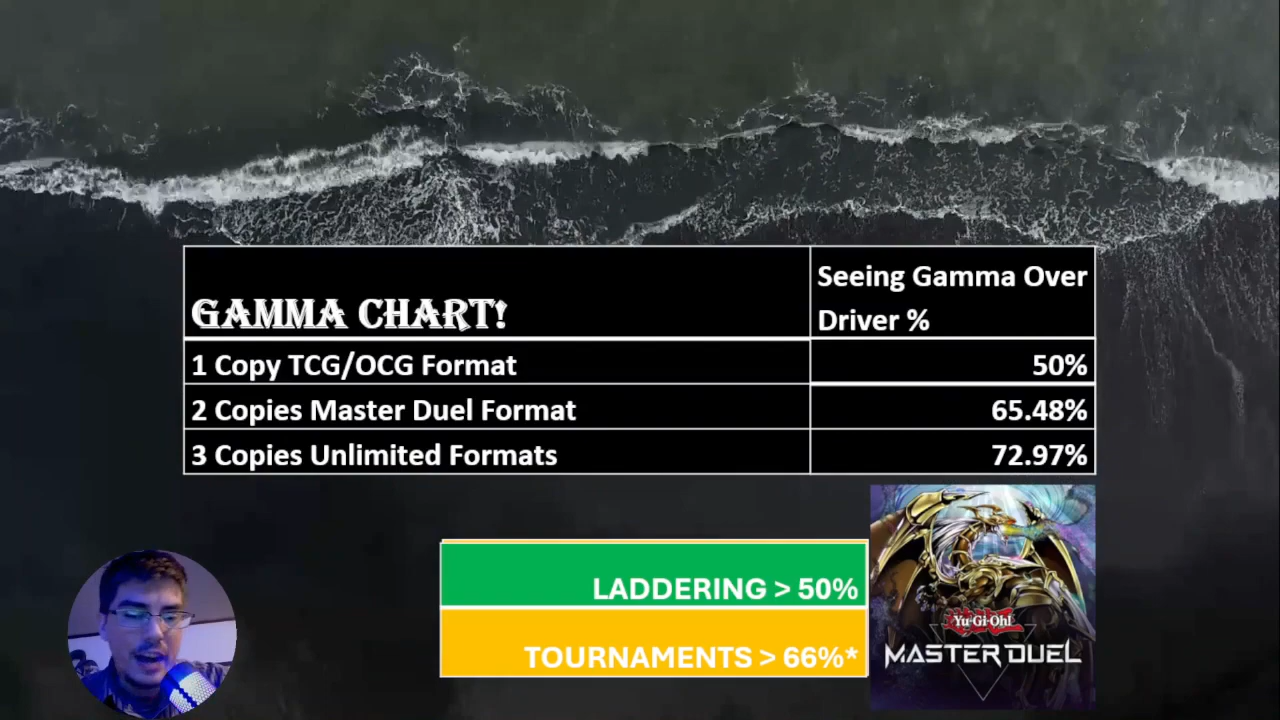 GAMMA CHART!
Seeing Gamma Over
Driver %
1 Copy TCG/OCG Format 50%
2 Copies Master Duel Format 65.48%
3 Copies Unlimited Formats 72.97%
LADDERING > 50%
TOURNAMENTS > 66%*
Yu-Gi-Oh!
MASTER DUEL